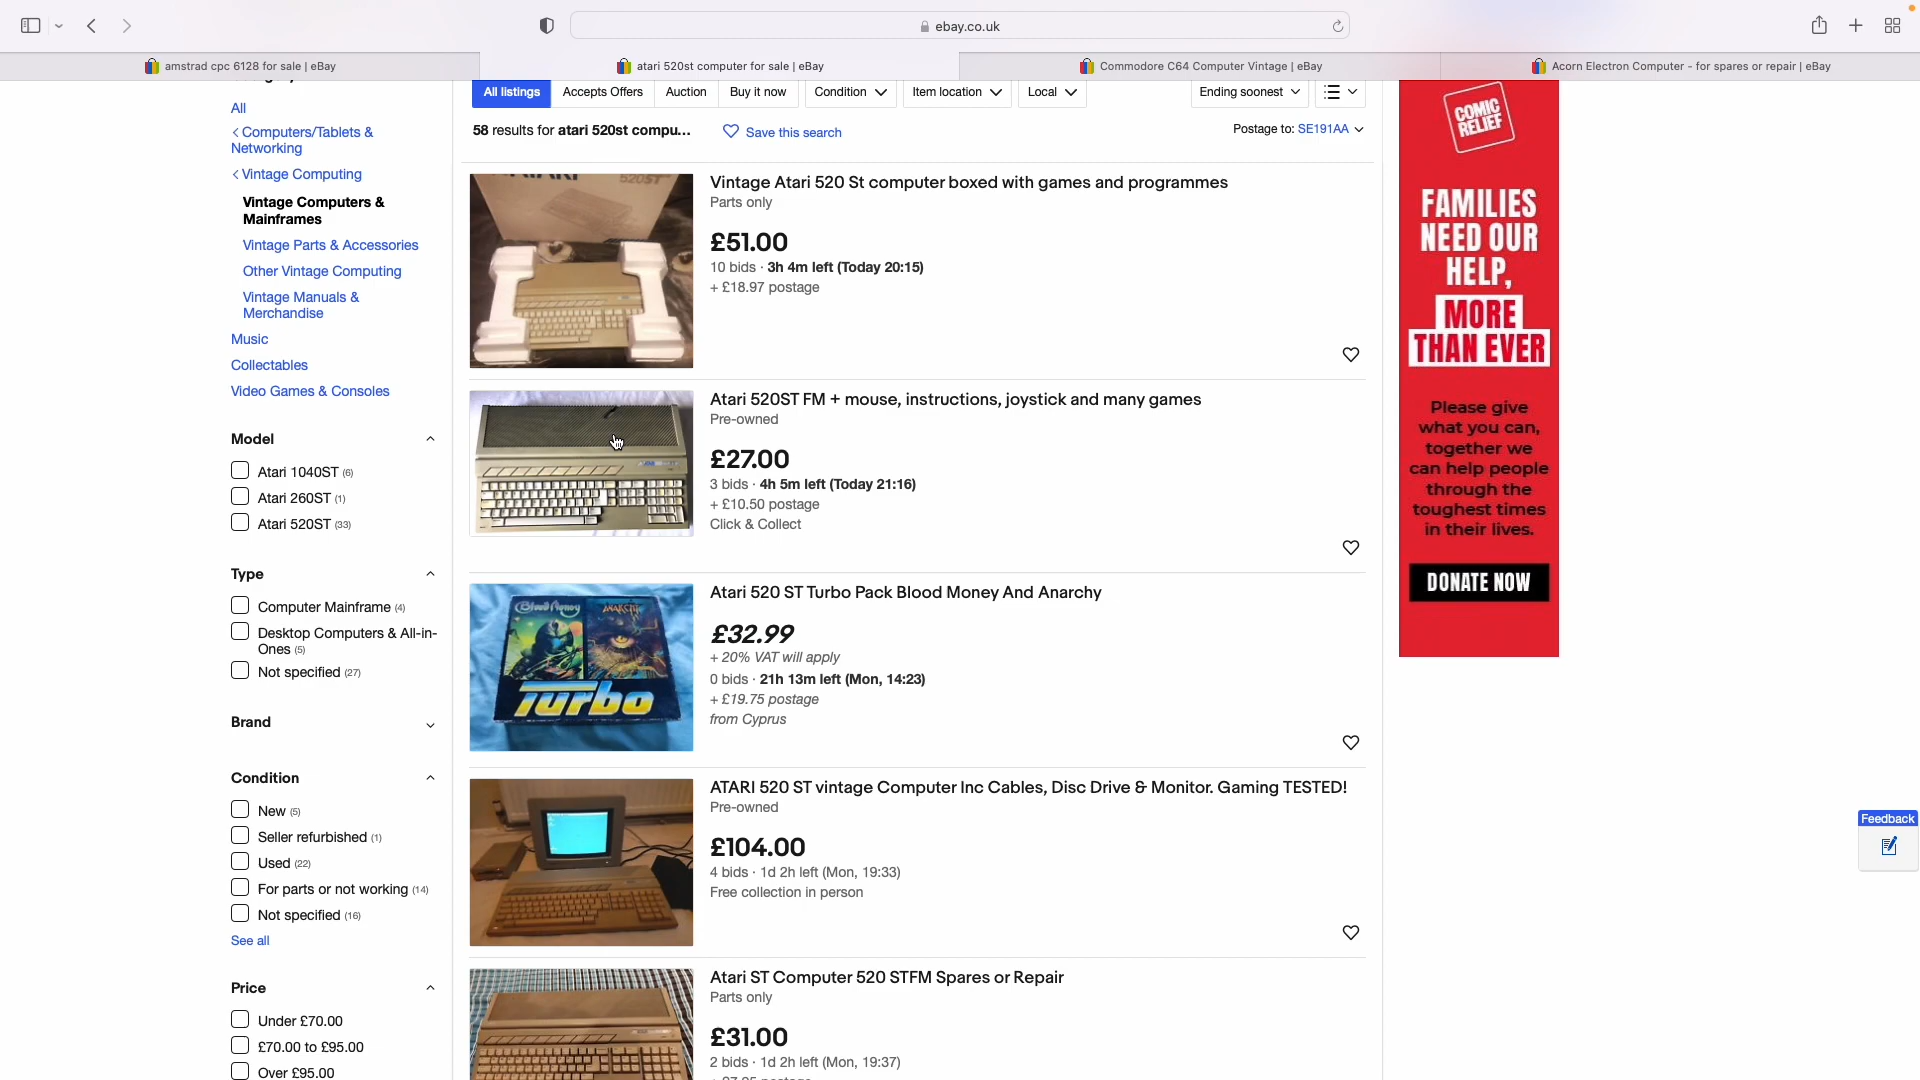 ebay.co.uk
amstrad cpc 6128 for sale | eBay
atari 520st computer for sale | eBay
Commodore C64 Computer Vintage | eBay
Acorn Electron Computer - for spares or repair | eBay
All
Computers/Tablets &
Networking
Vintage Computing
Vintage Computers &
Mainframes
Vintage Parts & Accessories
Other Vintage Computing
Vintage Manuals &
Merchandise
Music
Collectables
Video Games & Consoles
Model
Atari 1040ST (6)
Atari 260ST (1)
Atari 520ST (33)
Type
Computer Mainframe (4)
Desktop Computers & All-in-
Ones (5)
Not specified (27)
Brand
Condition
New (5)
Seller refurbished (1)
Used (22)
For parts or not working (14)
Not specified (16)
See all
Price
Under £70.00
£70.00 to £95.00
Over £95.00
All listings Accepts Offers Auction Buy it now Condition Item location Local Ending soonest
58 results for atari 520st compu... Save this search Postage to: SE191AA
520ST
Vintage Atari 520 St computer boxed with games and programmes
Parts only
£51.00
10 bids · 3h 4m left (Today 20:15)
+ £18.97 postage
Atari 520ST FM + mouse, instructions, joystick and many games
Pre-owned
£27.00
3 bids · 4h 5m left (Today 21:16)
+ £10.50 postage
Click & Collect
Blood Money ANARCHY
Turbo
Atari 520 ST Turbo Pack Blood Money And Anarchy
£32.99
+ 20% VAT will apply
0 bids · 21h 13m left (Mon, 14:23)
+ £19.75 postage
from Cyprus
ATARI 520 ST vintage Computer Inc Cables, Disc Drive & Monitor. Gaming TESTED!
Pre-owned
£104.00
4 bids · 1d 2h left (Mon, 19:33)
Free collection in person
Atari ST Computer 520 STFM Spares or Repair
Parts only
£31.00
2 bids · 1d 2h left (Mon, 19:37)
COMIC
RELIEF
FAMILIES
NEED OUR
HELP,
MORE
THAN EVER
Please give
what you can,
together we
can help people
through the
toughest times
in their lives.
DONATE NOW
Feedback